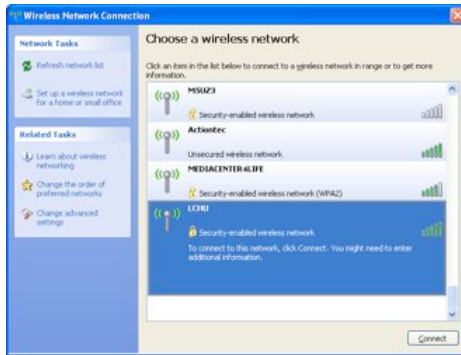 Wireless Network Connection
Network Tasks
Refresh network list
Set up a wireless network
for a home or small office
Related Tasks
Learn about wireless
networking
Change the order of
preferred networks
Change advanced
settings
Choose a wireless network
Click an item in the list below to connect to a wireless network in range or to get more
information.
MSUZ3
Security-enabled wireless network
Actiontec
Unsecured wireless network
MEDIACENTER4LIFE
Security-enabled wireless network (WPA2)
LCHU
Security-enabled wireless network
To connect to this network, click Connect. You might need to enter
additional information.
Connect